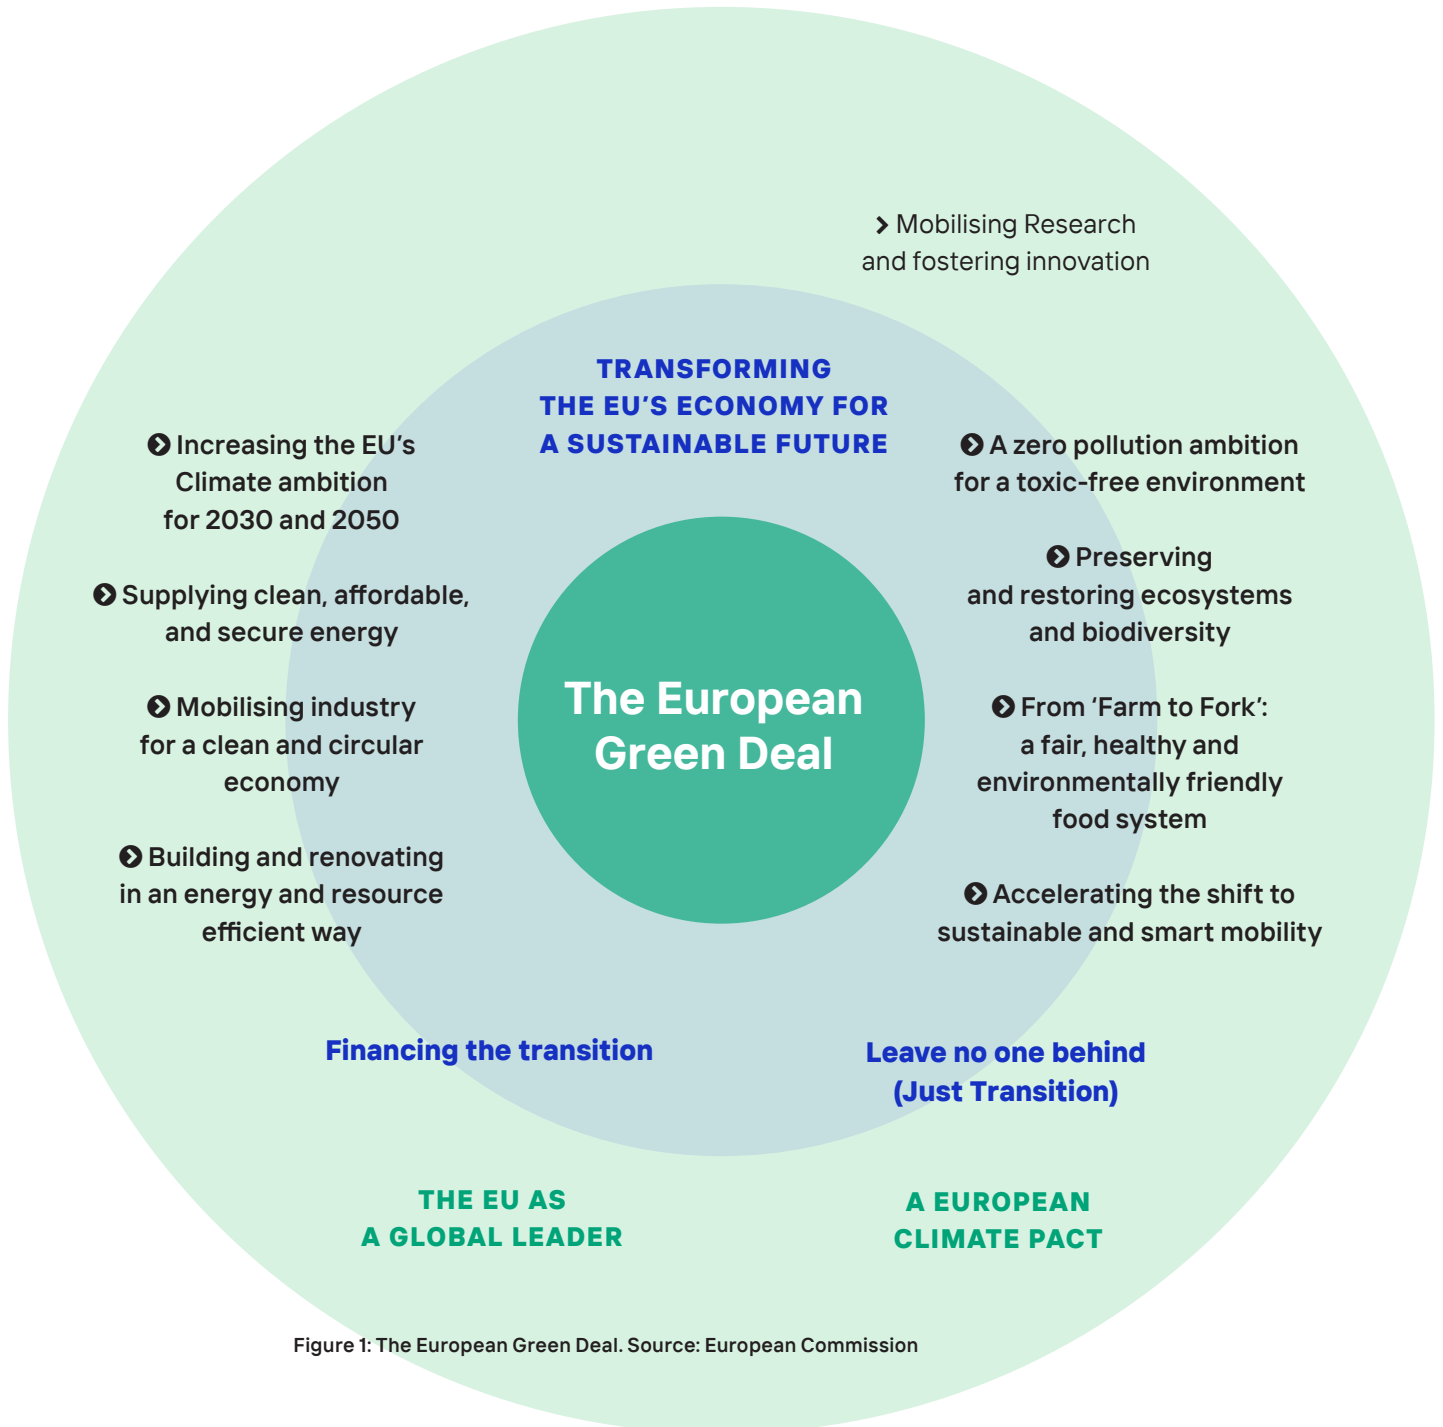 › Mobilising Research
and fostering innovation
TRANSFORMING
THE EU’S ECONOMY FOR
A SUSTAINABLE FUTURE
Increasing the EU’s
Climate ambition
for 2030 and 2050
Supplying clean, affordable,
and secure energy
Mobilising industry
for a clean and circular
economy
Building and renovating
in an energy and resource
efficient way
The European
Green Deal
A zero pollution ambition
for a toxic-free environment
Preserving
and restoring ecosystems
and biodiversity
From ‘Farm to Fork’:
a fair, healthy and
environmentally friendly
food system
Accelerating the shift to
sustainable and smart mobility
Financing the transition
Leave no one behind
(Just Transition)
THE EU AS
A GLOBAL LEADER
A EUROPEAN
CLIMATE PACT
Figure 1: The European Green Deal. Source: European Commission